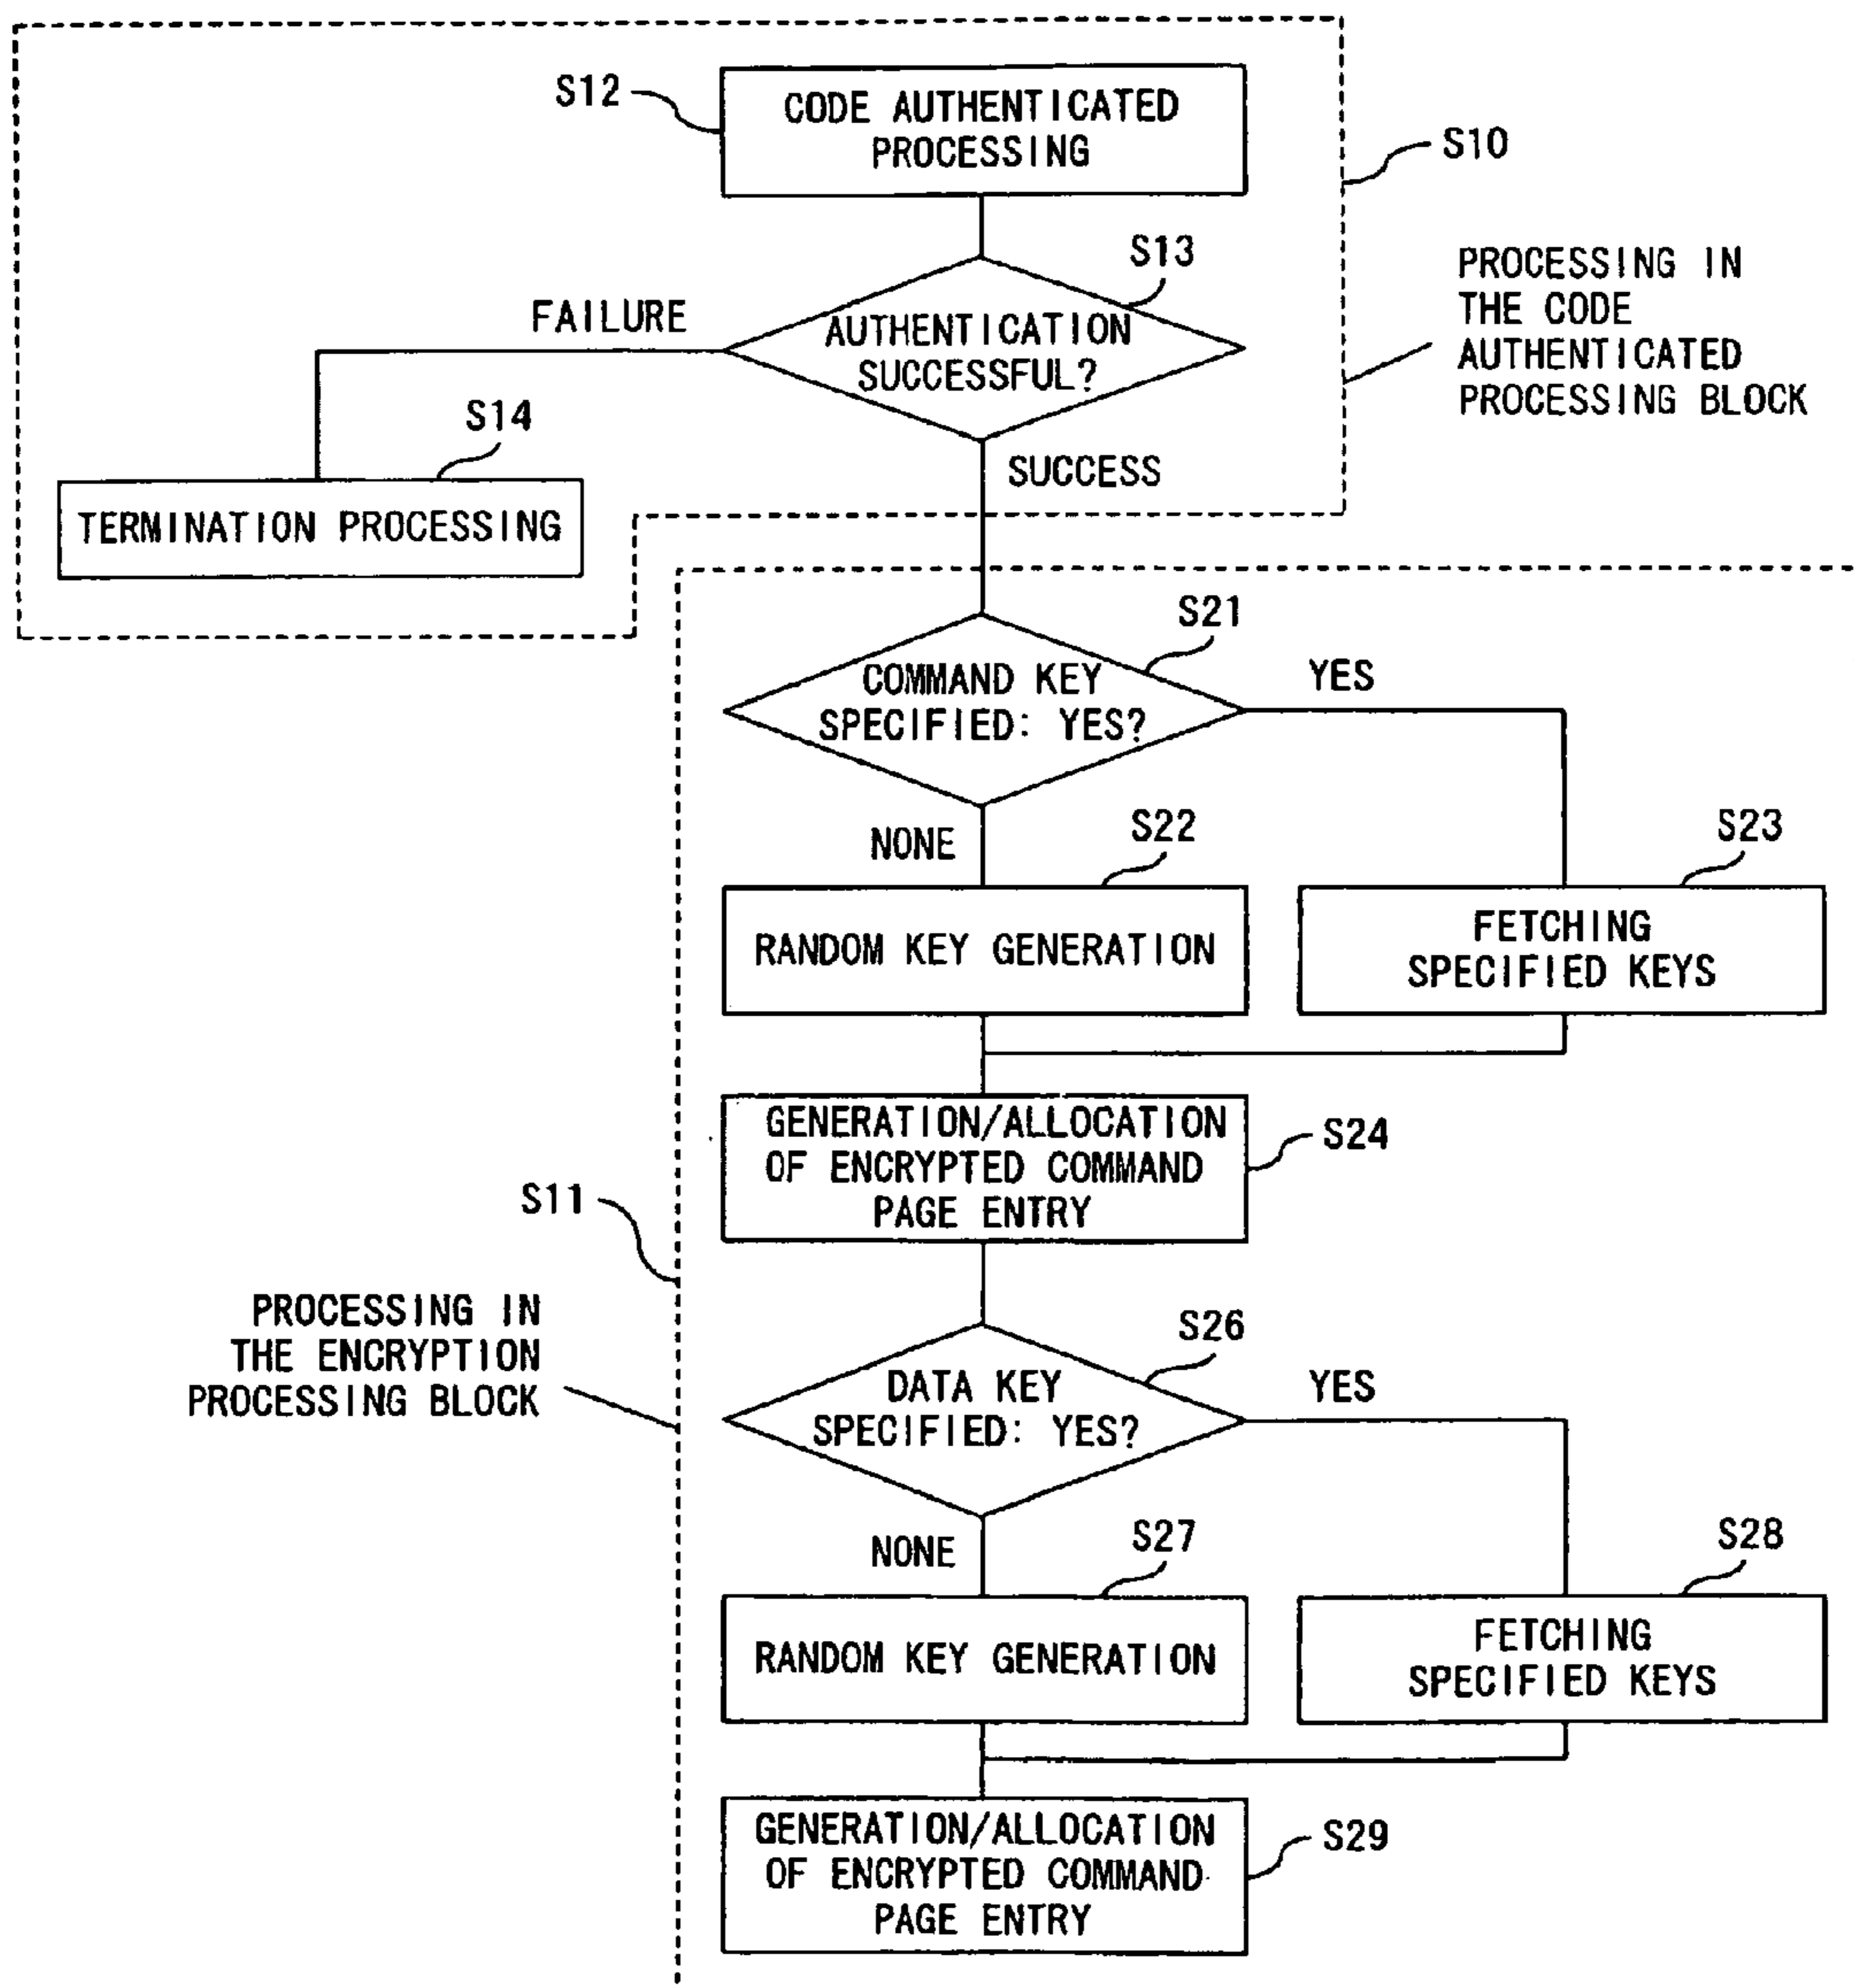 S12
CODE AUTHENTICATED
PROCESSING
S10
S13
PROCESSING IN
THE CODE
AUTHENTICATED
PROCESSING BLOCK
FAILURE
AUTHENTICATION
SUCCESSFUL?
S14
SUCCESS
TERMINATION PROCESSING
S21
COMMAND KEY
SPECIFIED: YES?
YES
NONE
S22
S23
RANDOM KEY GENERATION
FETCHING
SPECIFIED KEYS
GENERATION/ALLOCATION
OF ENCRYPTED COMMAND
PAGE ENTRY
S24
S11
PROCESSING IN
THE ENCRYPTION
PROCESSING BLOCK
S26
DATA KEY
SPECIFIED: YES?
YES
NONE
S27
S28
RANDOM KEY GENERATION
FETCHING
SPECIFIED KEYS
GENERATION/ALLOCATION
OF ENCRYPTED COMMAND
PAGE ENTRY
S29